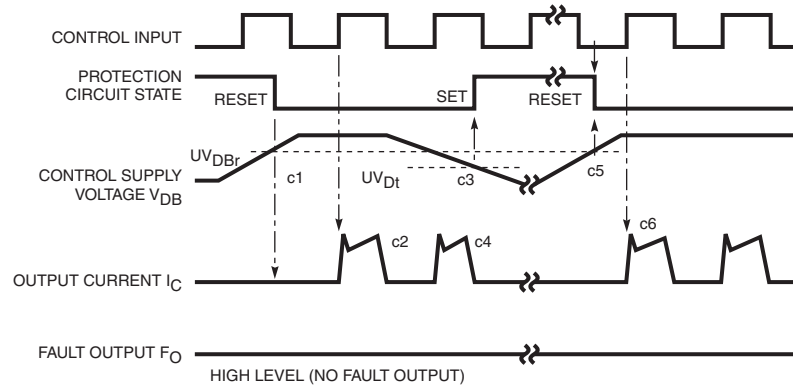 CONTROL INPUT
PROTECTION
CIRCUIT STATE
RESET
SET
RESET
UVDBr
CONTROL SUPPLY
VOLTAGE VDB
c1
UVDt
c3
c5
c2
c4
c6
OUTPUT CURRENT IC
FAULT OUTPUT FO
HIGH LEVEL (NO FAULT OUTPUT)